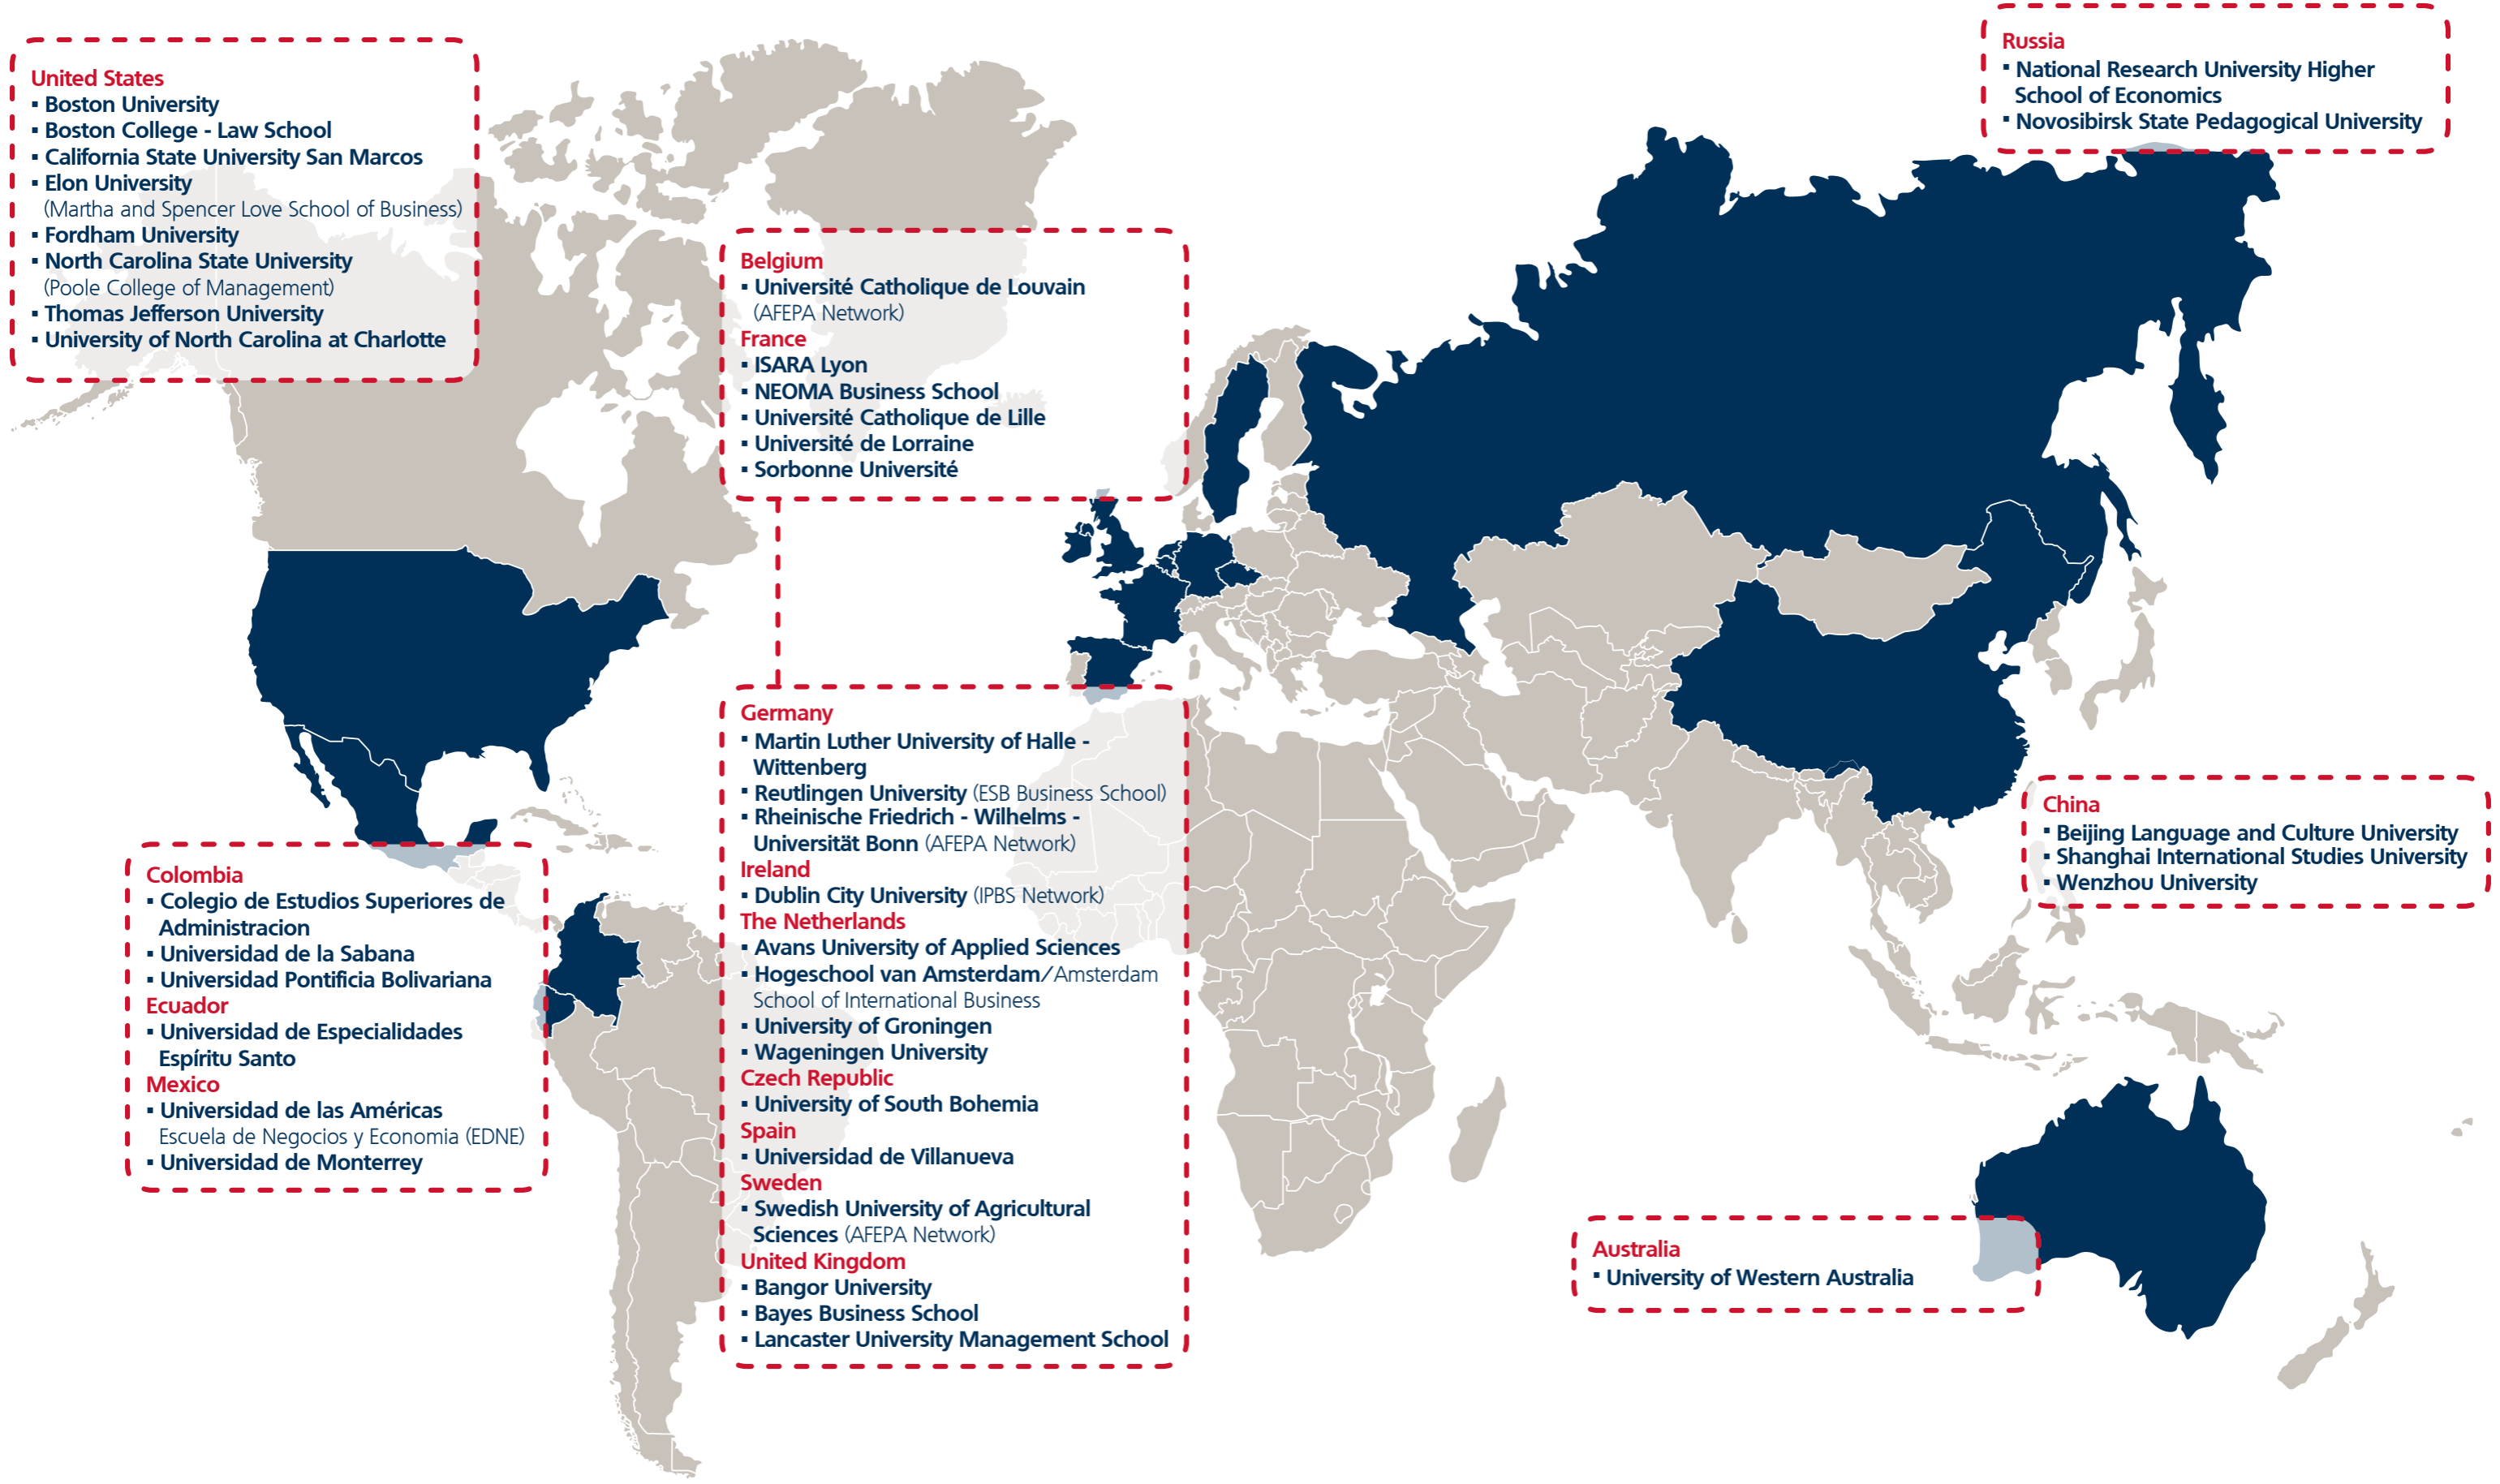 United States
▪ Boston University
▪ Boston College - Law School
▪ California State University San Marcos
▪ Elon University
(Martha and Spencer Love School of Business)
▪ Fordham University
▪ North Carolina State University
(Poole College of Management)
▪ Thomas Jefferson University
▪ University of North Carolina at Charlotte
Russia
▪ National Research University Higher
School of Economics
▪ Novosibirsk State Pedagogical University
Belgium
▪ Université Catholique de Louvain
(AFEPA Network)
France
▪ ISARA Lyon
▪ NEOMA Business School
▪ Université Catholique de Lille
▪ Université de Lorraine
▪ Sorbonne Université
Germany
▪ Martin Luther University of Halle -
Wittenberg
▪ Reutlingen University (ESB Business School)
▪ Rheinische Friedrich - Wilhelms -
Universität Bonn (AFEPA Network)
Ireland
▪ Dublin City University (IPBS Network)
The Netherlands
▪ Avans University of Applied Sciences
▪ Hogeschool van Amsterdam/Amsterdam
School of International Business
▪ University of Groningen
▪ Wageningen University
Czech Republic
▪ University of South Bohemia
Spain
▪ Universidad de Villanueva
Sweden
▪ Swedish University of Agricultural
Sciences (AFEPA Network)
United Kingdom
▪ Bangor University
▪ Bayes Business School
▪ Lancaster University Management School
China
▪ Beijing Language and Culture University
▪ Shanghai International Studies University
▪ Wenzhou University
Colombia
▪ Colegio de Estudios Superiores de
Administracion
▪ Universidad de la Sabana
▪ Universidad Pontificia Bolivariana
Ecuador
▪ Universidad de Especialidades
Espíritu Santo
Mexico
▪ Universidad de las Américas
Escuela de Negocios y Economia (EDNE)
▪ Universidad de Monterrey
Australia
▪ University of Western Australia